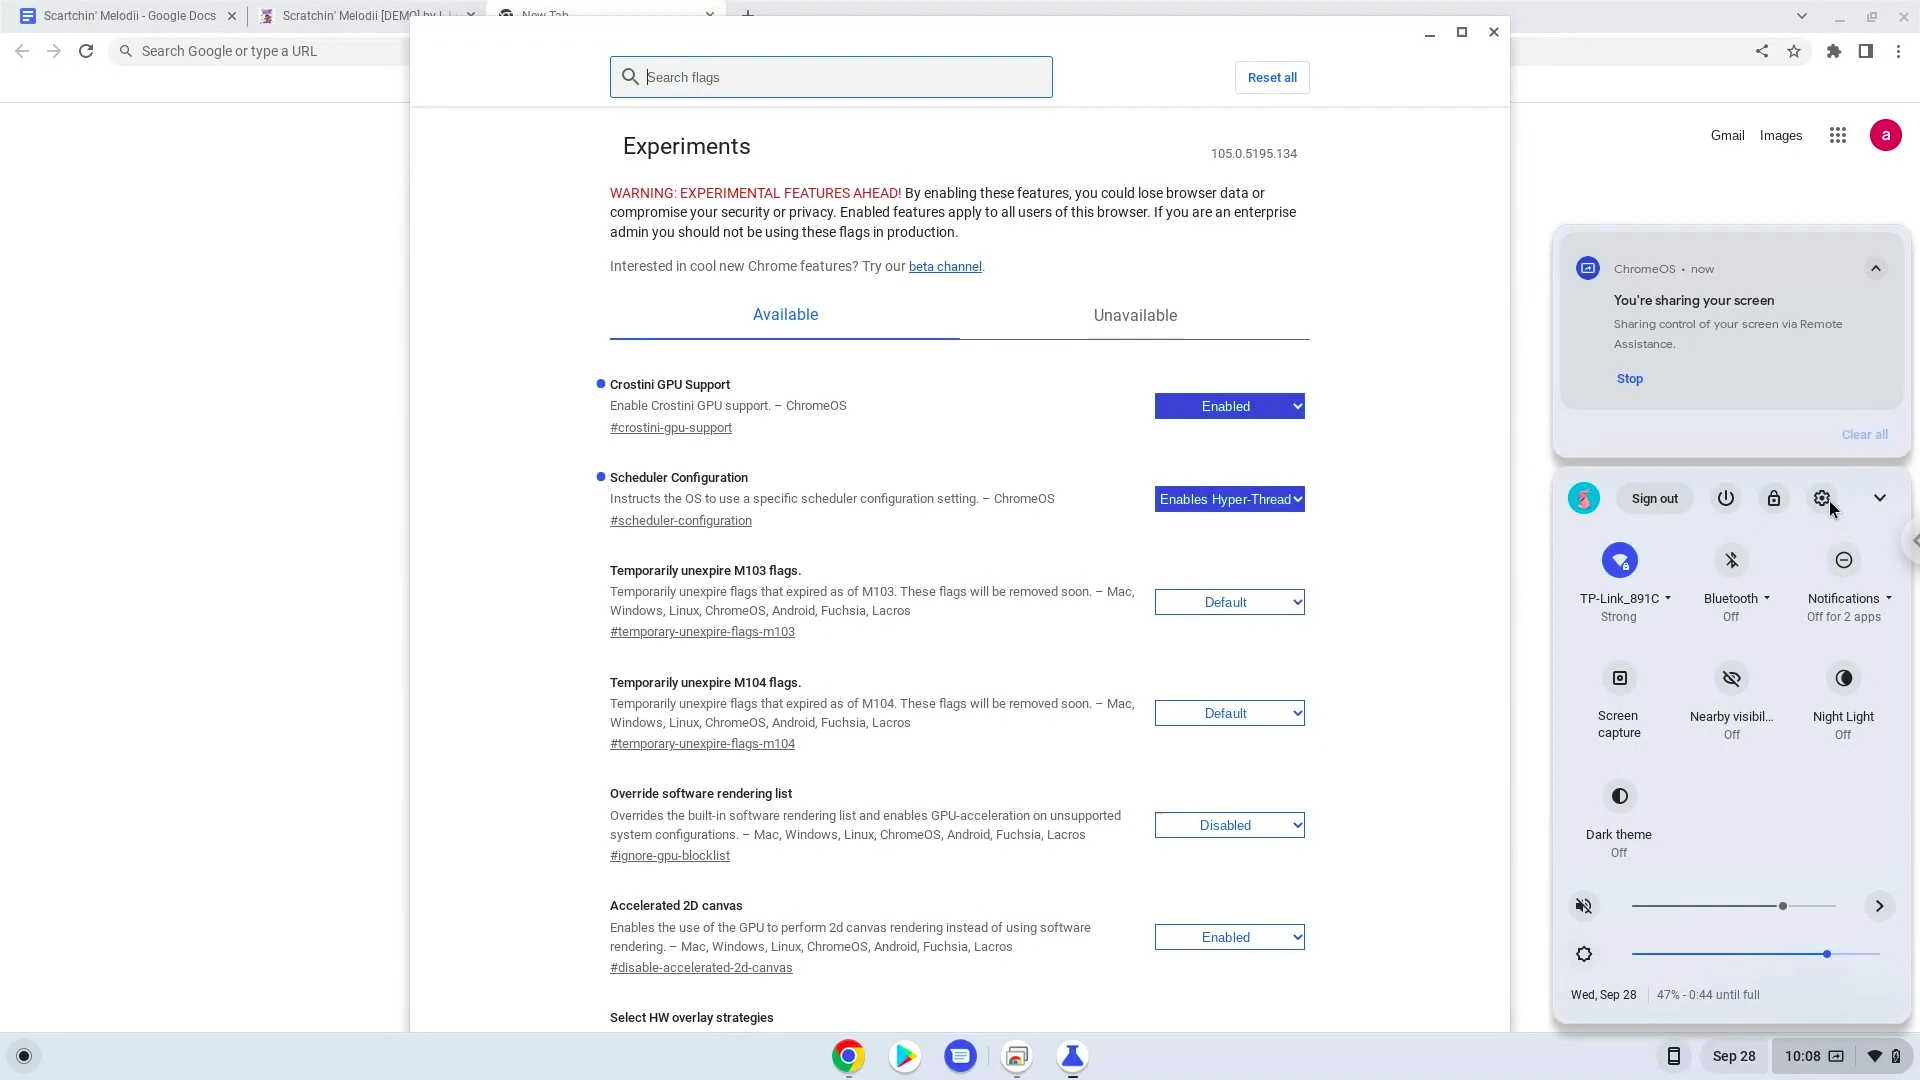 Scartchin' Melodii - Google Docs
Scratchin' Melodii [DEMO] by
New Tab
Search Google or type a URL
Search flags
Reset all
Experiments
105.0.5195.134
WARNING: EXPERIMENTAL FEATURES AHEAD! By enabling these features, you could lose browser data or
compromise your security or privacy. Enabled features apply to all users of this browser. If you are an enterprise
admin you should not be using these flags in production.
Interested in cool new Chrome features? Try our beta channel.
Available
Unavailable
Crostini GPU Support
Enable Crostini GPU support. – ChromeOS
#crostini-gpu-support
Enabled
Scheduler Configuration
Instructs the OS to use a specific scheduler configuration setting. – ChromeOS
#scheduler-configuration
Enables Hyper-Thread
Temporarily unexpire M103 flags.
Temporarily unexpire flags that expired as of M103. These flags will be removed soon. – Mac,
Windows, Linux, ChromeOS, Android, Fuchsia, Lacros
#temporary-unexpire-flags-m103
Default
Temporarily unexpire M104 flags.
Temporarily unexpire flags that expired as of M104. These flags will be removed soon. – Mac,
Windows, Linux, ChromeOS, Android, Fuchsia, Lacros
#temporary-unexpire-flags-m104
Default
Override software rendering list
Overrides the built-in software rendering list and enables GPU-acceleration on unsupported
system configurations. – Mac, Windows, Linux, ChromeOS, Android, Fuchsia, Lacros
#ignore-gpu-blocklist
Disabled
Accelerated 2D canvas
Enables the use of the GPU to perform 2d canvas rendering instead of using software
rendering. – Mac, Windows, Linux, ChromeOS, Android, Fuchsia, Lacros
#disable-accelerated-2d-canvas
Enabled
Select HW overlay strategies
Gmail
Images
a
ChromeOS • now
You're sharing your screen
Sharing control of your screen via Remote
Assistance.
Stop
Clear all
Sign out
TP-Link_891C
Strong
Bluetooth
Off
Notifications
Off for 2 apps
Screen
capture
Nearby visibil...
Off
Night Light
Off
Dark theme
Off
Wed, Sep 28
47% - 0:44 until full
Sep 28
10:08